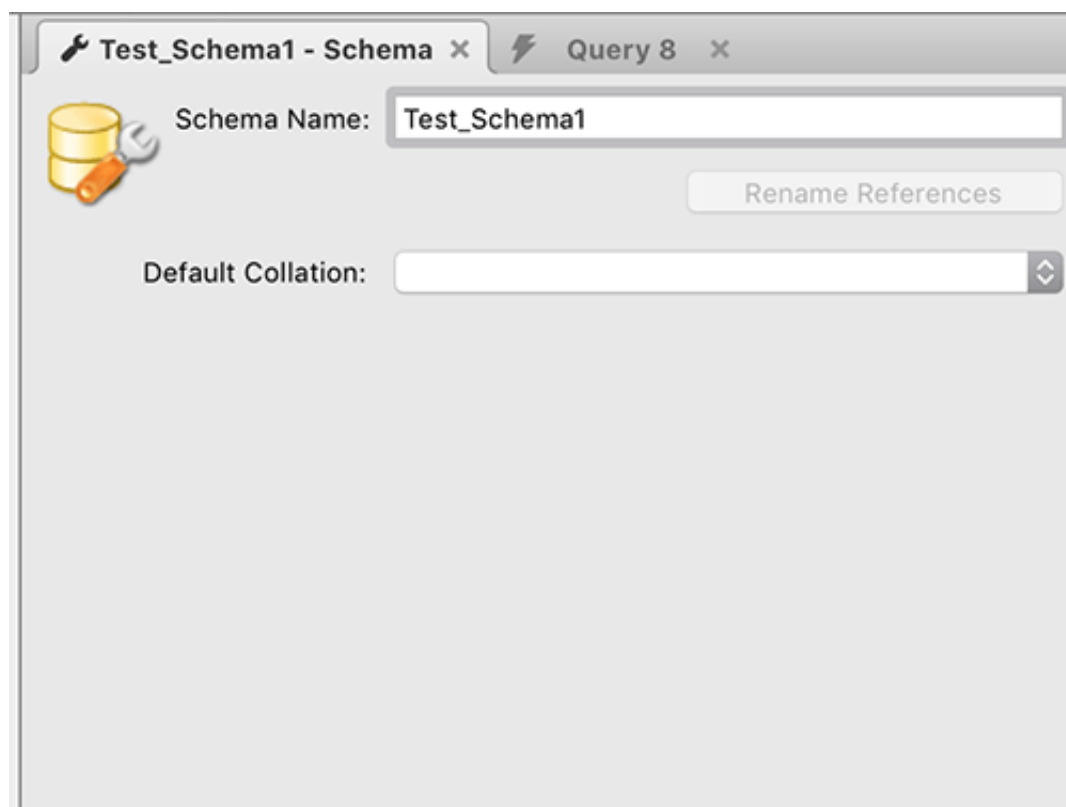 Test_Schema1 - Schema × Query 8 ×
Schema Name: Test_Schema1
Rename References
Default Collation: